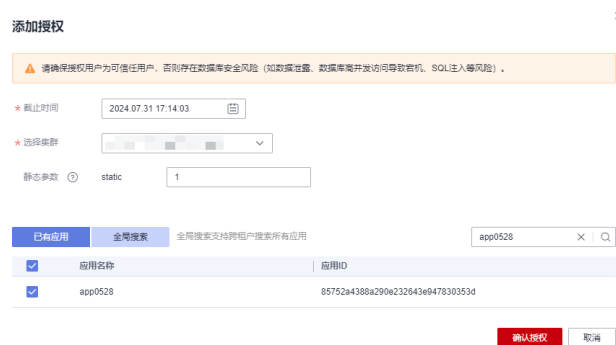 添加授权
请确保授权用户为可信任用户，否则存在数据库安全风险（如数据泄露、数据库高并发访问导致宕机、SQL注入等风险）。
* 截止时间 2024.07.31 17:14:03
* 选择集群
静态参数 ? static 1
已有应用 全局搜索 全局搜索支持跨租户搜索所有应用 app0528
应用名称 应用ID
app0528 85752a4388a290e232643e947830353d
确认授权 取消